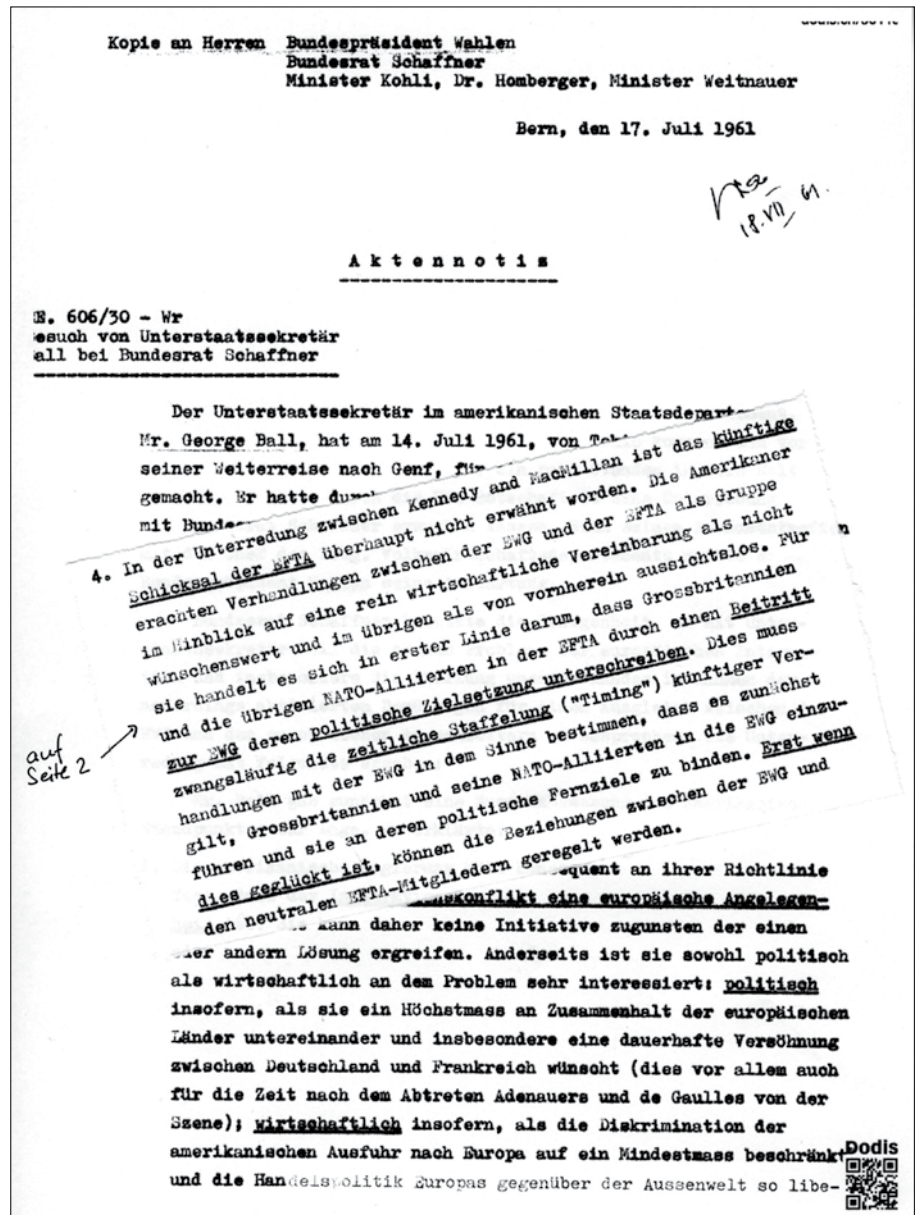 Kopie an Herren Bundespräsident Wahlen
Bundesrat Schaffner
Minister Kohli, Dr. Homberger, Minister Weitnauer
Bern, den 17. Juli 1961
18. VII 61.
Aktennotis
606/30 - Wr
esuch von Unterstaatssekretär
all bei Bundesrat Schaffner
Der Unterstaatssekretär im amerikanischen
Mr. George Ball, hat am 14. Juli 1961, von
seiner Weiterreise nach Genf,
gemacht. Er hatte
mit
4. In der Unterredung zwischen Kennedy and MacMillan ist das künftige
Schicksal der EFTA überhaupt nicht erwähnt worden. Die Amerikaner
erachten Verhandlungen zwischen der EWG und der EFTA als Gruppe
im Hinblick auf eine rein wirtschaftliche Vereinbarung als nicht
wünschenswert und im übrigen als von vornherein aussichtslos. Für
sie handelt es sich in erster Linie darum, dass Grossbritannien
und die übrigen NATO-Alliierten in der EFTA durch einen Beitritt
zur EWG deren politische Zielsetzung unterschreiben. Dies muss
zwangsläufig die zeitliche Staffelung ("Timing") künftiger Ver-
handlungen mit der EWG in dem Sinne bestimmen, dass es zunächst
gilt, Grossbritannien und seine NATO-Alliierten in die EWG einzu-
führen und sie an deren politische Fernziele zu binden. Erst wenn
dies geglückt ist, können die Beziehungen zwischen der EWG und
den neutralen EFTA-Mitgliedern geregelt werden.
auf
Seite 2
quent an ihrer Richtlinie
konflikt eine europäische Angelegen-
kann daher keine Initiative zugunsten der einen
andern Lösung ergreifen. Anderseits ist sie sowohl politisch
als wirtschaftlich an dem Problem sehr interessiert: politisch
insofern, als sie ein Höchstmass an Zusammenhalt der europäischen
Länder untereinander und insbesondere eine dauerhafte Versöhnung
zwischen Deutschland und Frankreich wünscht (dies vor allem auch
für die Zeit nach dem Abtreten Adenauers und de Gaulles von der
Szene); wirtschaftlich insofern, als die Diskrimination der
amerikanischen Ausfuhr nach Europa auf ein Mindestmass beschränkt
und die Handelspolitik Europas gegenüber der Aussenwelt so libe-
Dodis